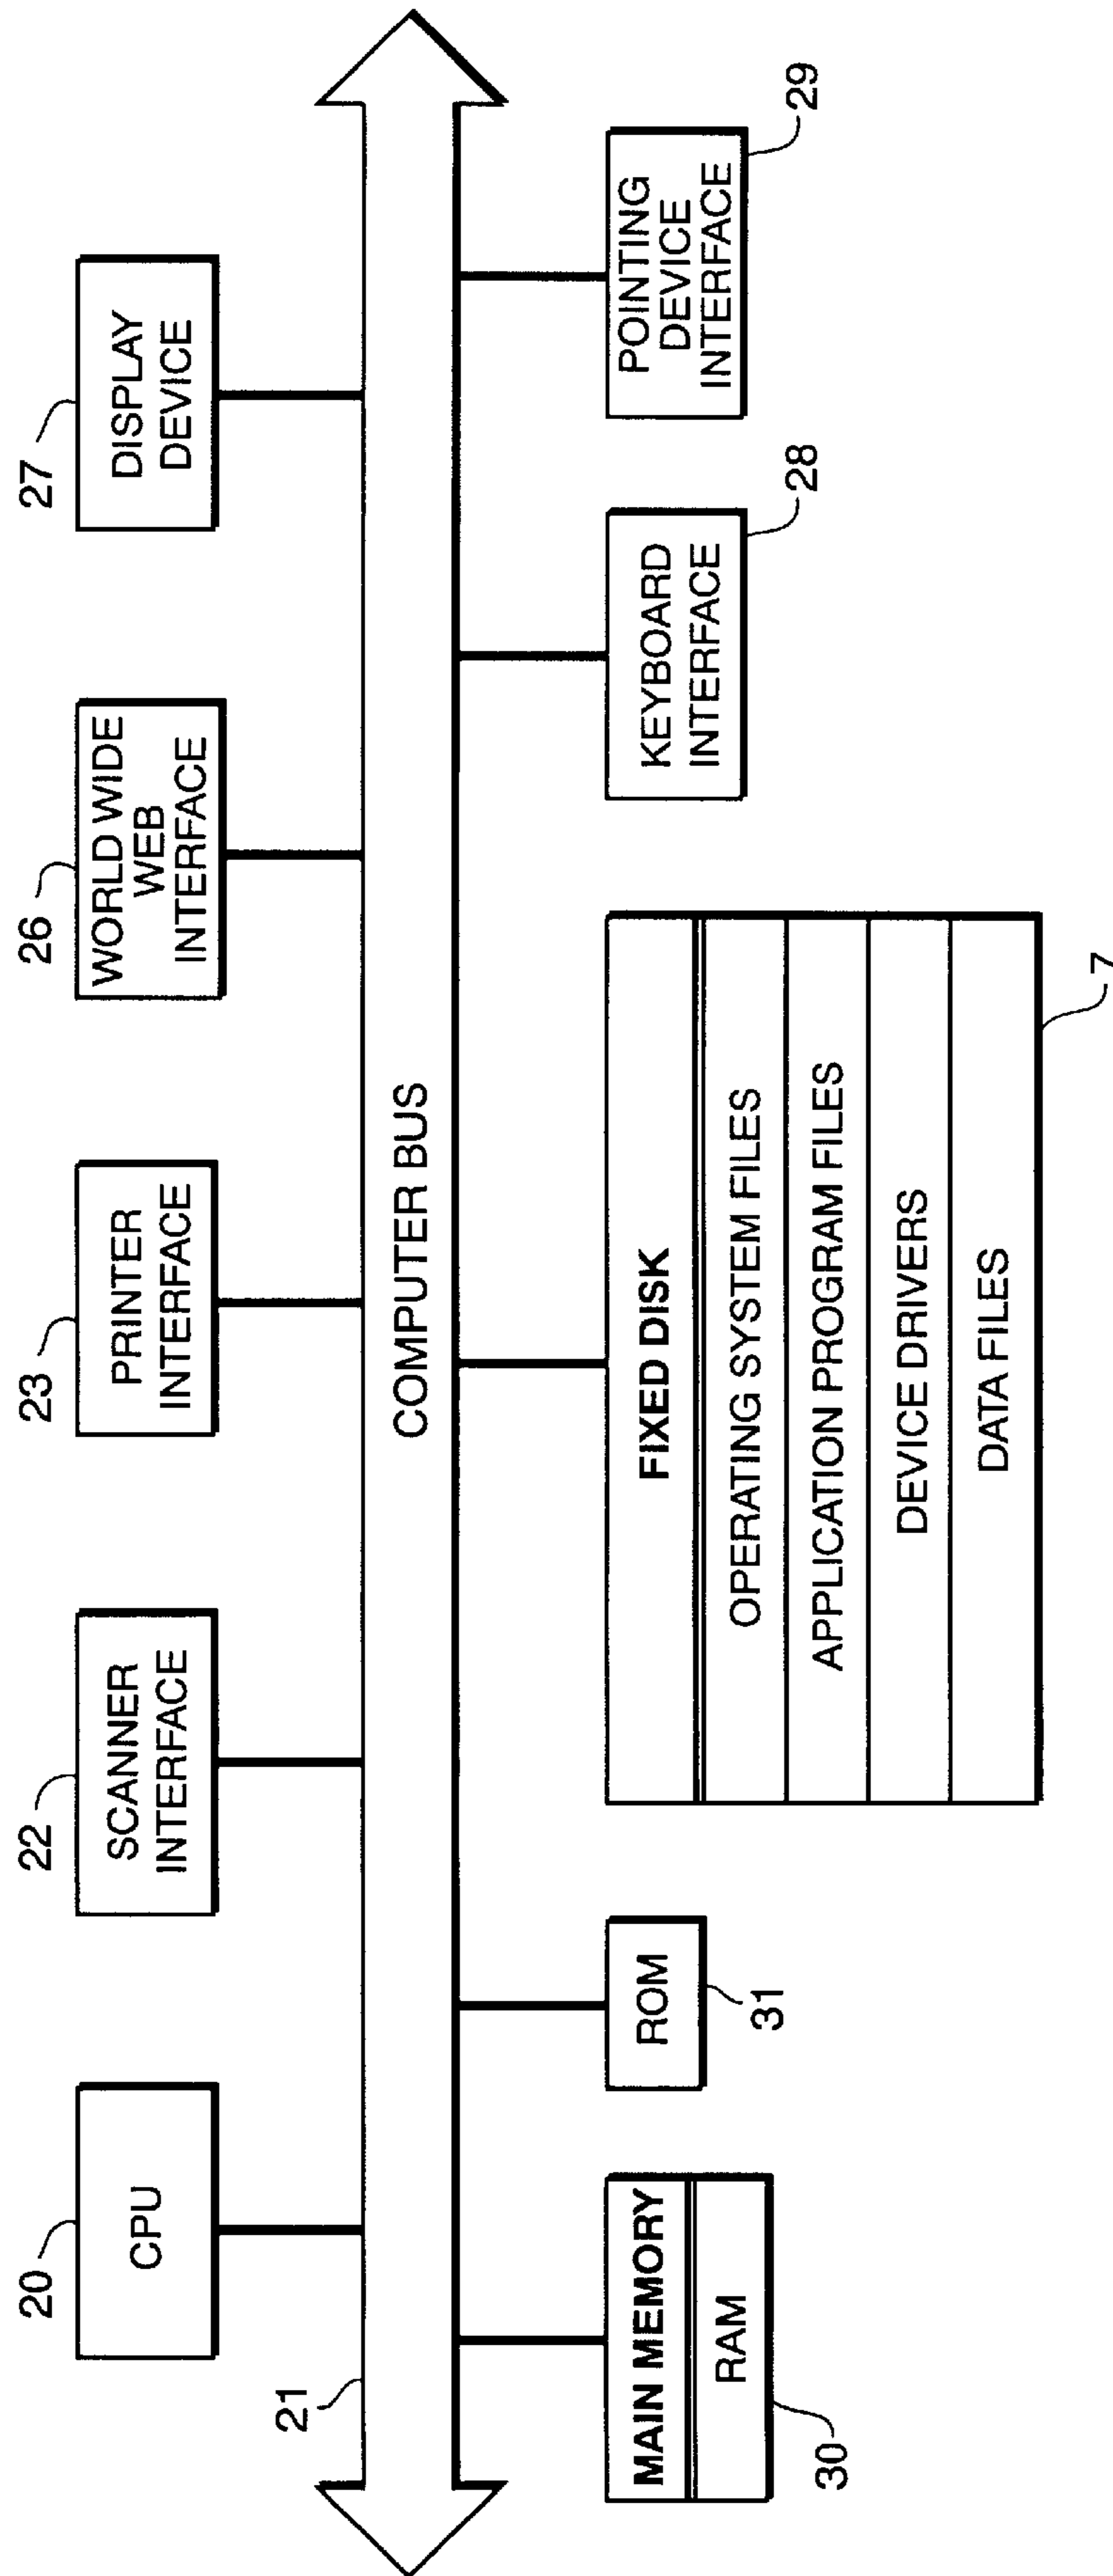 20
CPU
22
SCANNER
INTERFACE
23
PRINTER
INTERFACE
26
WORLD WIDE
WEB
INTERFACE
27
DISPLAY
DEVICE
21
COMPUTER BUS
MAIN MEMORY
RAM
30
ROM
31
FIXED DISK
OPERATING SYSTEM FILES
APPLICATION PROGRAM FILES
DEVICE DRIVERS
DATA FILES
7
KEYBOARD
INTERFACE
28
POINTING
DEVICE
INTERFACE
29